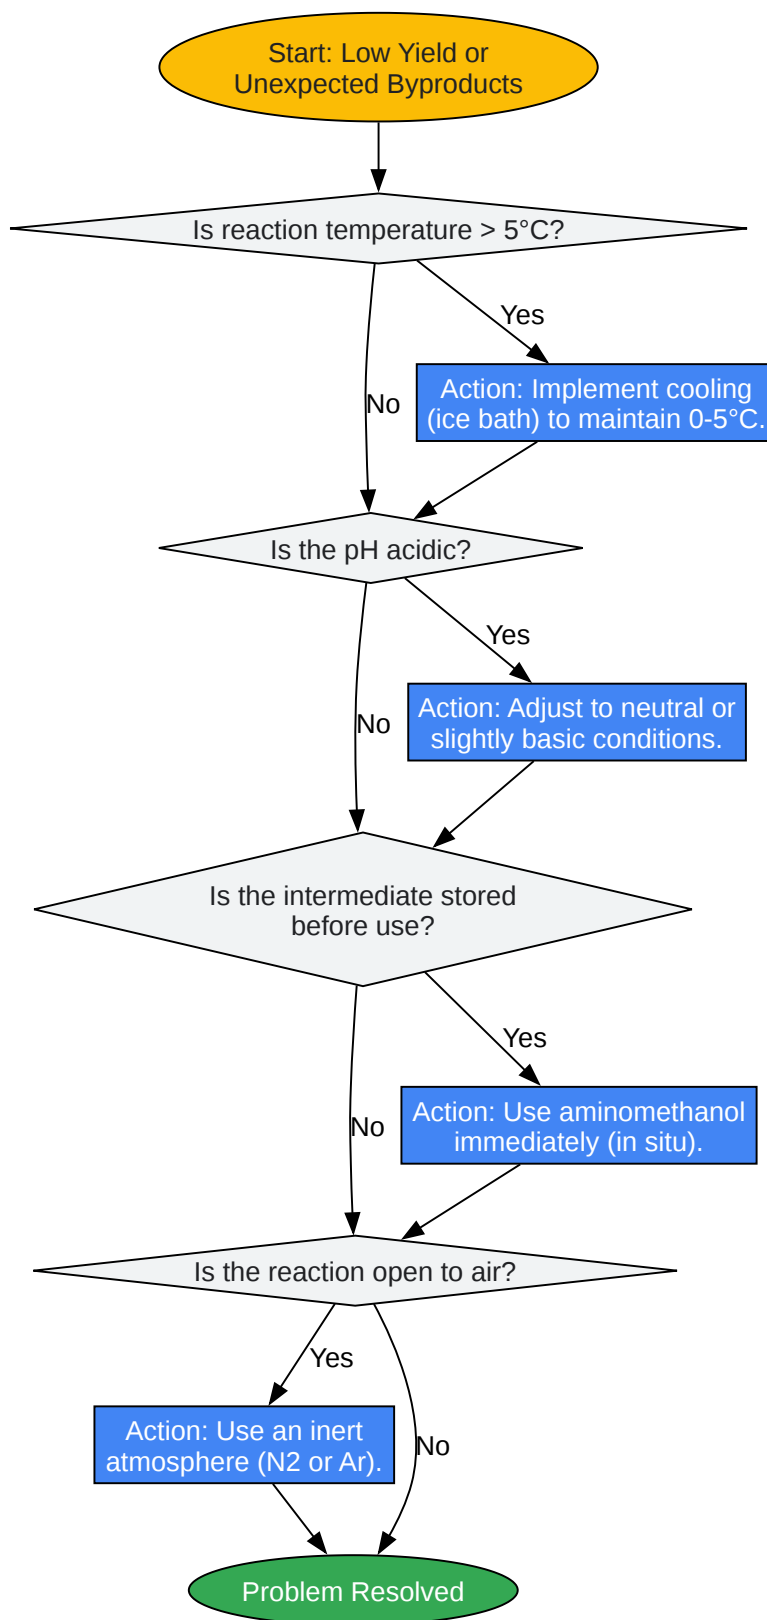 Start: Low Yield or
Unexpected Byproducts
Is reaction temperature > 5°C?
Yes
No
Action: Implement cooling
(ice bath) to maintain 0-5°C.
Is the pH acidic?
Yes
No
Action: Adjust to neutral or
slightly basic conditions.
Is the intermediate stored
before use?
Yes
No
Action: Use aminomethanol
immediately (in situ).
Is the reaction open to air?
Yes
No
Action: Use an inert
atmosphere (N2 or Ar).
Problem Resolved